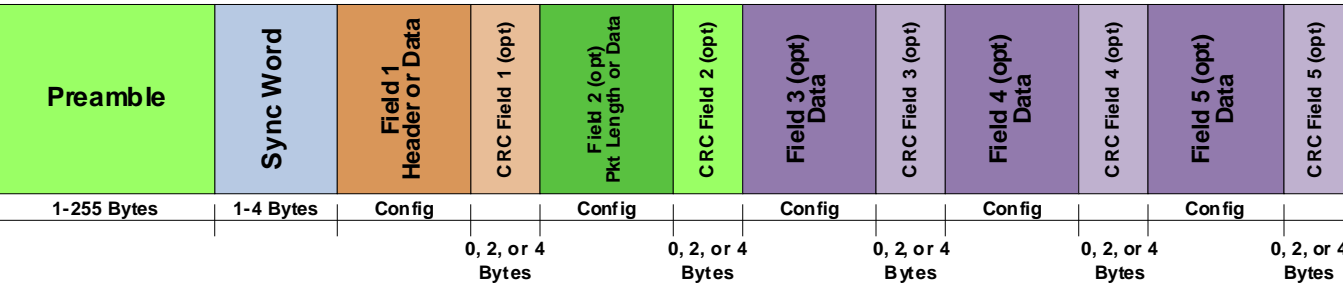 Preamble
Sync Word
Field 1
Header or Data
CRC Field 1 (opt)
Field 2 (opt)
Pkt Length or Data
CRC Field 2 (opt)
Field 3 (opt)
Data
CRC Field 3 (opt)
Field 4 (opt)
Data
CRC Field 4 (opt)
Field 5 (opt)
Data
CRC Field 5 (opt)
1-255 Bytes
1-4 Bytes
Config
Config
Config
Config
Config
0, 2, or 4
Bytes
0, 2, or 4
Bytes
0, 2, or 4
Bytes
0, 2, or 4
Bytes
0, 2, or 4
Bytes